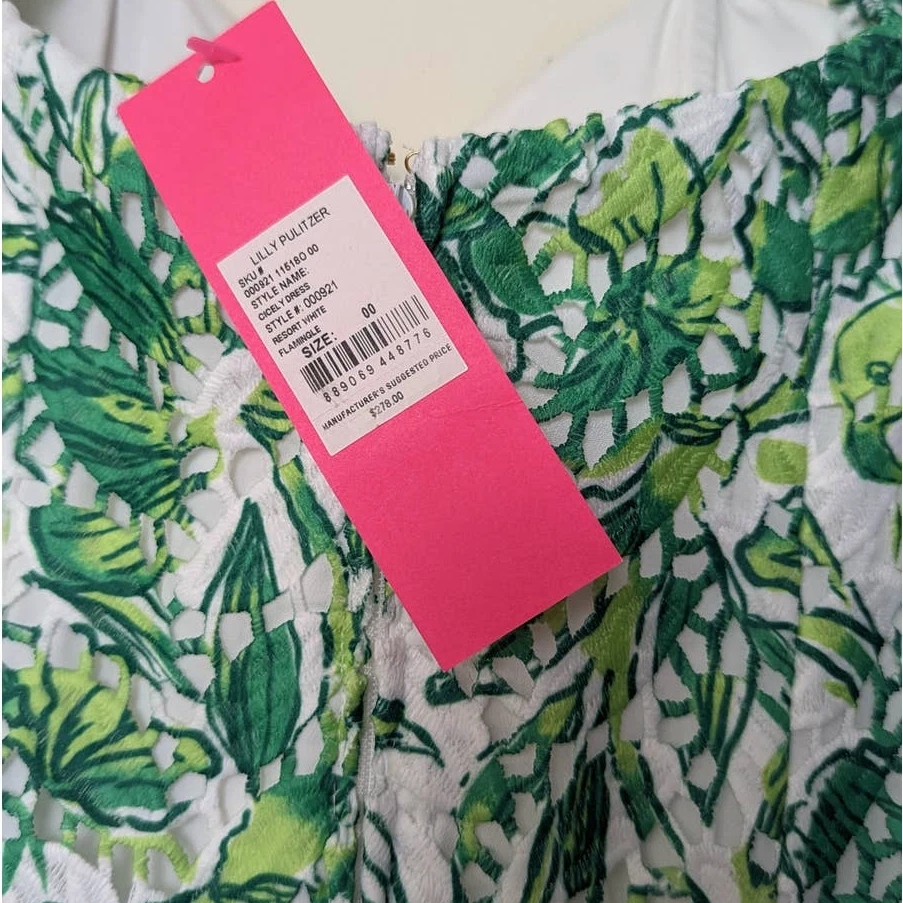 LILLY PULITZER
SKU #
000921 115180 00
STYLE NAME:
CICELY DRESS
STYLE #: 000921
RESORT WHITE
FLAMINGLE
SIZE: 00
889069 448776
MANUFACTURER'S SUGGESTED PRICE
$278.00